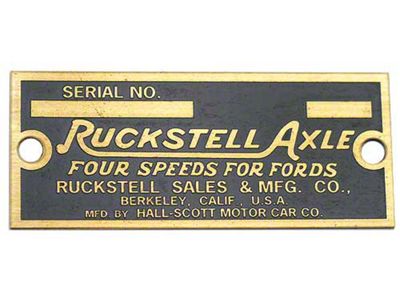 SERIAL NO.
RUCKSTELL AXLE
FOUR SPEEDS FOR FORDS
RUCKSTELL SALES & MFG. CO.,
BERKELEY, CALIF., U.S.A.
MFD BY HALL-SCOTT MOTOR CAR CO.